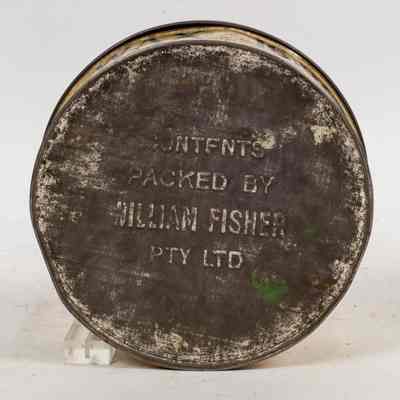 CONTENTS
PACKED BY
WILLIAM FISHER
PTY LTD